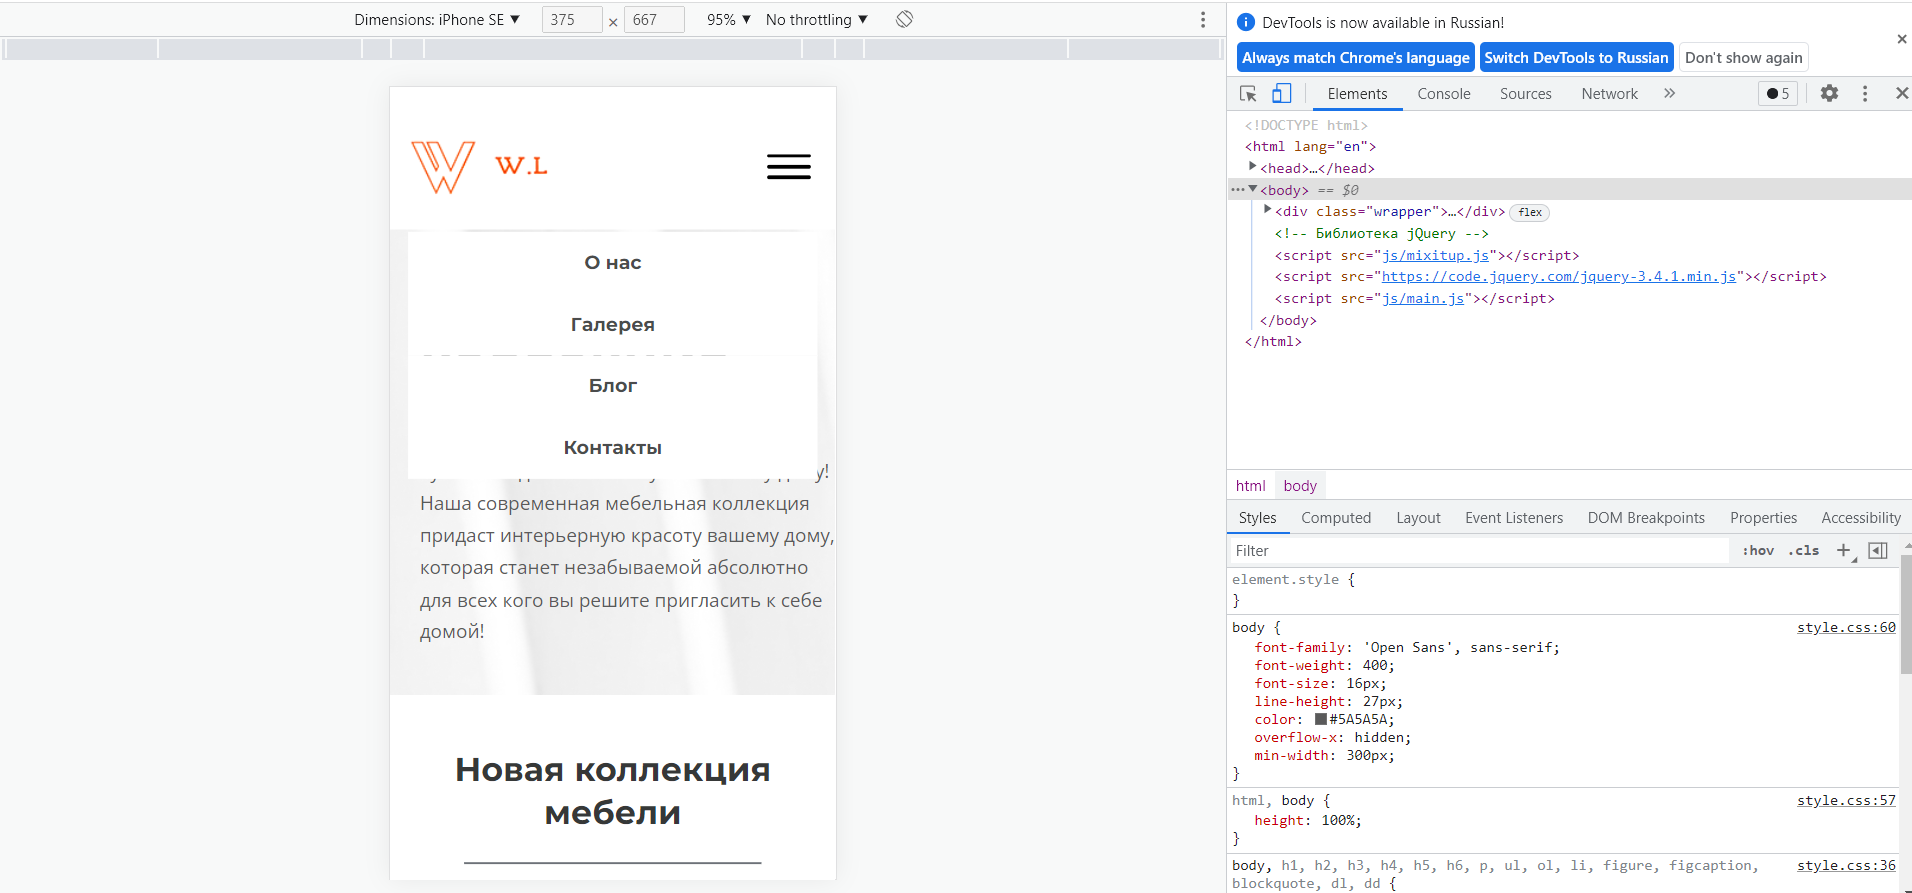 Dimensions: iPhone SE ▼ 375 × 667 95% ▼ No throttling ▼
W.L
О нас
Галерея
Блог
Контакты
Наша современная мебельная коллекция
придаст интерьерную красоту вашему дому,
которая станет незабываемой абсолютно
для всех кого вы решите пригласить к себе
домой!
Новая коллекция
мебели
DevTools is now available in Russian!
Always match Chrome's language Switch DevTools to Russian Don't show again
Elements Console Sources Network » 5
<!DOCTYPE html>
<html lang="en">
<head>…</head>
<body> == $0
<div class="wrapper">…</div> flex
<!-- Библиотека jQuery -->
<script src="js/mixitup.js"></script>
<script src="https://code.jquery.com/jquery-3.4.1.min.js"></script>
<script src="js/main.js"></script>
</body>
</html>
html body
Styles Computed Layout Event Listeners DOM Breakpoints Properties Accessibility
Filter :hov .cls +
element.style {
}
body { style.css:60
font-family: 'Open Sans', sans-serif;
font-weight: 400;
font-size: 16px;
line-height: 27px;
color: #5A5A5A;
overflow-x: hidden;
min-width: 300px;
}
html, body { style.css:57
height: 100%;
}
body, h1, h2, h3, h4, h5, h6, p, ul, ol, li, figure, figcaption, style.css:36
blockquote, dl, dd {